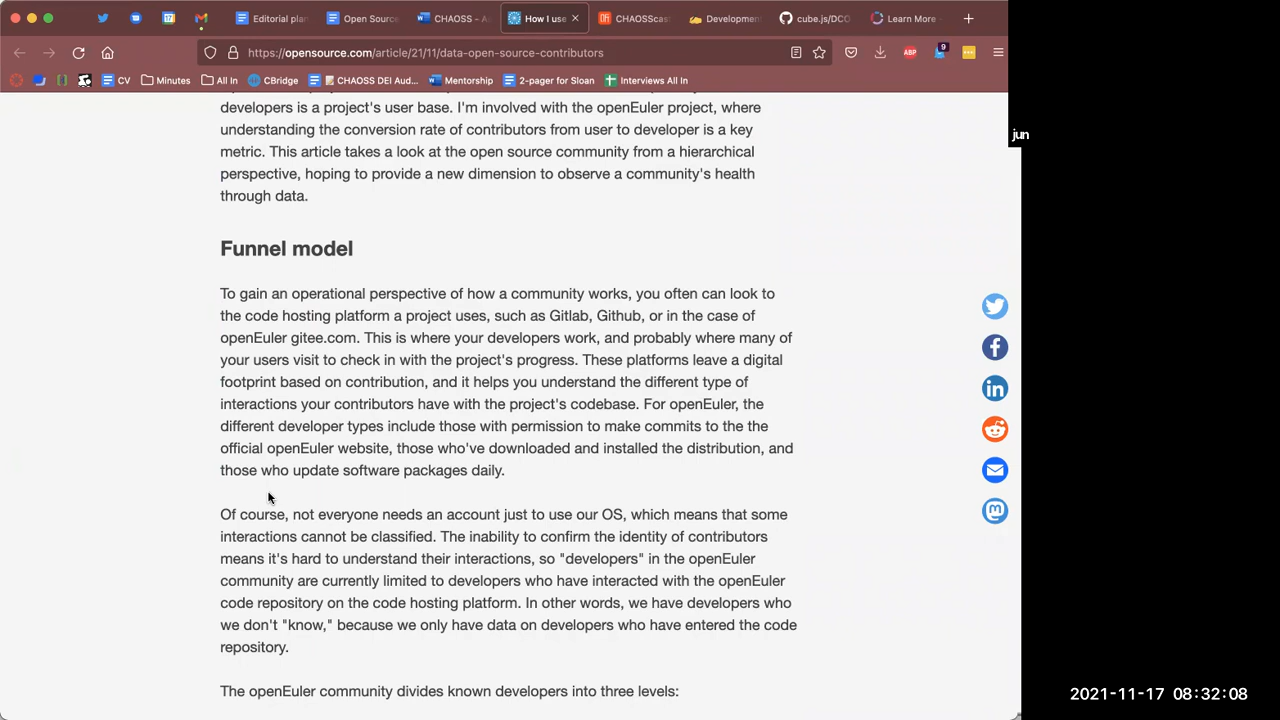 Editorial plan
Open Source
CHAOSS - A
How I use
CHAOSScas
Development
cube.js/DCO
Learn More
https://opensource.com/article/21/11/data-open-source-contributors
ABP
9
CV
Minutes
All In
CBridge
CHAOSS DEI Aud...
Mentorship
2-pager for Sloan
Interviews All In
developers is a project's user base. I'm involved with the openEuler project, where
understanding the conversion rate of contributors from user to developer is a key
metric. This article takes a look at the open source community from a hierarchical
perspective, hoping to provide a new dimension to observe a community's health
through data.
jun
Funnel model
To gain an operational perspective of how a community works, you often can look to
the code hosting platform a project uses, such as Gitlab, Github, or in the case of
openEuler gitee.com. This is where your developers work, and probably where many of
your users visit to check in with the project's progress. These platforms leave a digital
footprint based on contribution, and it helps you understand the different type of
interactions your contributors have with the project's codebase. For openEuler, the
different developer types include those with permission to make commits to the the
official openEuler website, those who've downloaded and installed the distribution, and
those who update software packages daily.
Of course, not everyone needs an account just to use our OS, which means that some
interactions cannot be classified. The inability to confirm the identity of contributors
means it's hard to understand their interactions, so "developers" in the openEuler
community are currently limited to developers who have interacted with the openEuler
code repository on the code hosting platform. In other words, we have developers who
we don't "know," because we only have data on developers who have entered the code
repository.
The openEuler community divides known developers into three levels:
2021-11-17 08:32:08